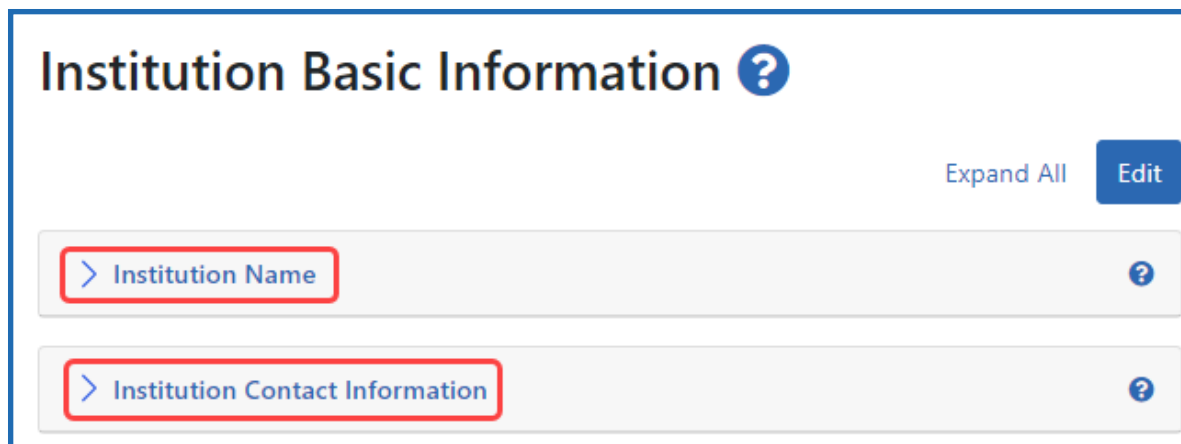 Institution Basic Information ?
Expand All Edit
Institution Name ?
Institution Contact Information ?